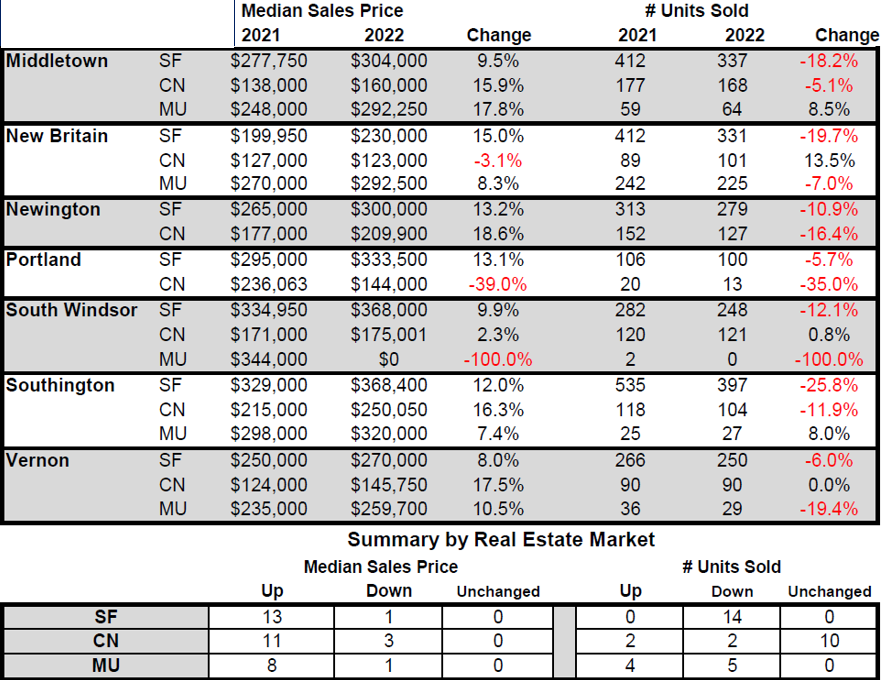 Median Sales Price # Units Sold
2021 2022 Change 2021 2022 Change
Middletown SF $277,750 $304,000 9.5% 412 337 -18.2%
CN $138,000 $160,000 15.9% 177 168 -5.1%
MU $248,000 $292,250 17.8% 59 64 8.5%
New Britain SF $199,950 $230,000 15.0% 412 331 -19.7%
CN $127,000 $123,000 -3.1% 89 101 13.5%
MU $270,000 $292,500 8.3% 242 225 -7.0%
Newington SF $265,000 $300,000 13.2% 313 279 -10.9%
CN $177,000 $209,900 18.6% 152 127 -16.4%
Portland SF $295,000 $333,500 13.1% 106 100 -5.7%
CN $236,063 $144,000 -39.0% 20 13 -35.0%
South Windsor SF $334,950 $368,000 9.9% 282 248 -12.1%
CN $171,000 $175,001 2.3% 120 121 0.8%
MU $344,000 $0 -100.0% 2 0 -100.0%
Southington SF $329,000 $368,400 12.0% 535 397 -25.8%
CN $215,000 $250,050 16.3% 118 104 -11.9%
MU $298,000 $320,000 7.4% 25 27 8.0%
Vernon SF $250,000 $270,000 8.0% 266 250 -6.0%
CN $124,000 $145,750 17.5% 90 90 0.0%
MU $235,000 $259,700 10.5% 36 29 -19.4%
Summary by Real Estate Market
Median Sales Price # Units Sold
Up Down Unchanged Up Down Unchanged
SF 13 1 0 0 14 0
CN 11 3 0 2 2 10
MU 8 1 0 4 5 0